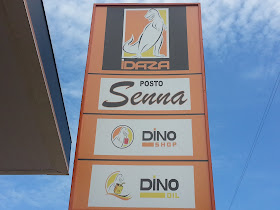 IDAZA
POSTO
Senna
DINO
SHOP
DINO
OIL